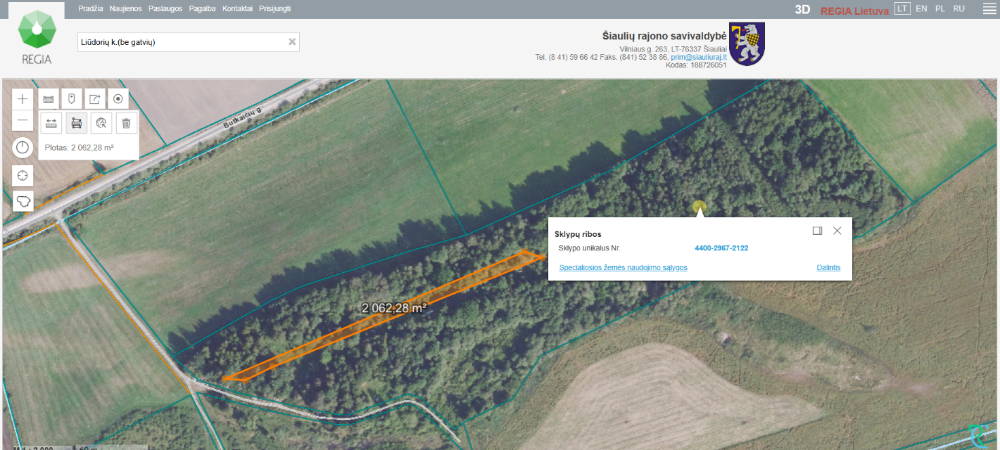 Pradžia Naujienos Paslaugos Pagalba Kontaktai Prisijungti
3D REGIA Lietuva LT EN PL RU
REGIA
Liūdorių k.(be gatvių)
Šiaulių rajono savivaldybė
Vilniaus g. 263, LT-76337 Šiauliai
Tel. (8 41) 59 66 42 Faks. (841) 52 38 86, prim@siauliuraj.lt
Kodas: 188726051
Butkaičių g.
Plotas: 2 062,28 m²
Sklypų ribos
Sklypo unikalus Nr. 4400-2967-2122
Specialiosios žemės naudojimo sąlygos Dalintis
2 062,28 m²